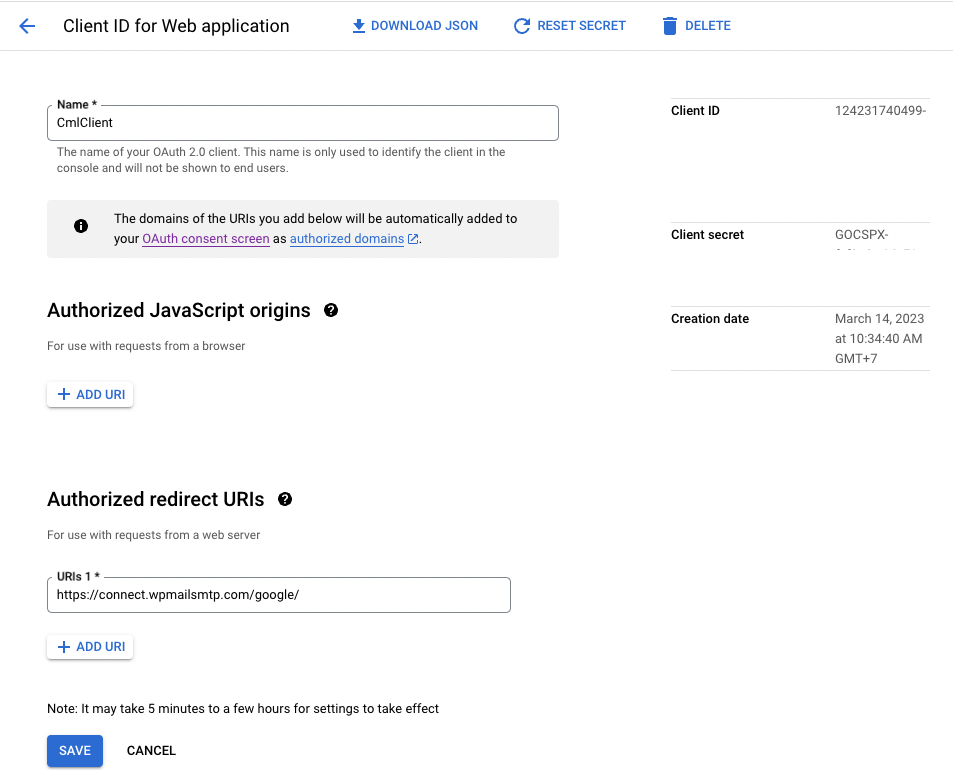 Client ID for Web application
DOWNLOAD JSON
RESET SECRET
DELETE
Name *
CmlClient
The name of your OAuth 2.0 client. This name is only used to identify the client in the
console and will not be shown to end users.
The domains of the URIs you add below will be automatically added to
your OAuth consent screen as authorized domains.
Authorized JavaScript origins
For use with requests from a browser
ADD URI
Authorized redirect URIs
For use with requests from a web server
URIs 1 *
https://connect.wpmailsmtp.com/google/
ADD URI
Note: It may take 5 minutes to a few hours for settings to take effect
SAVE
CANCEL
Client ID
124231740499-
Client secret
GOCSPX-
Creation date
March 14, 2023
at 10:34:40 AM
GMT+7